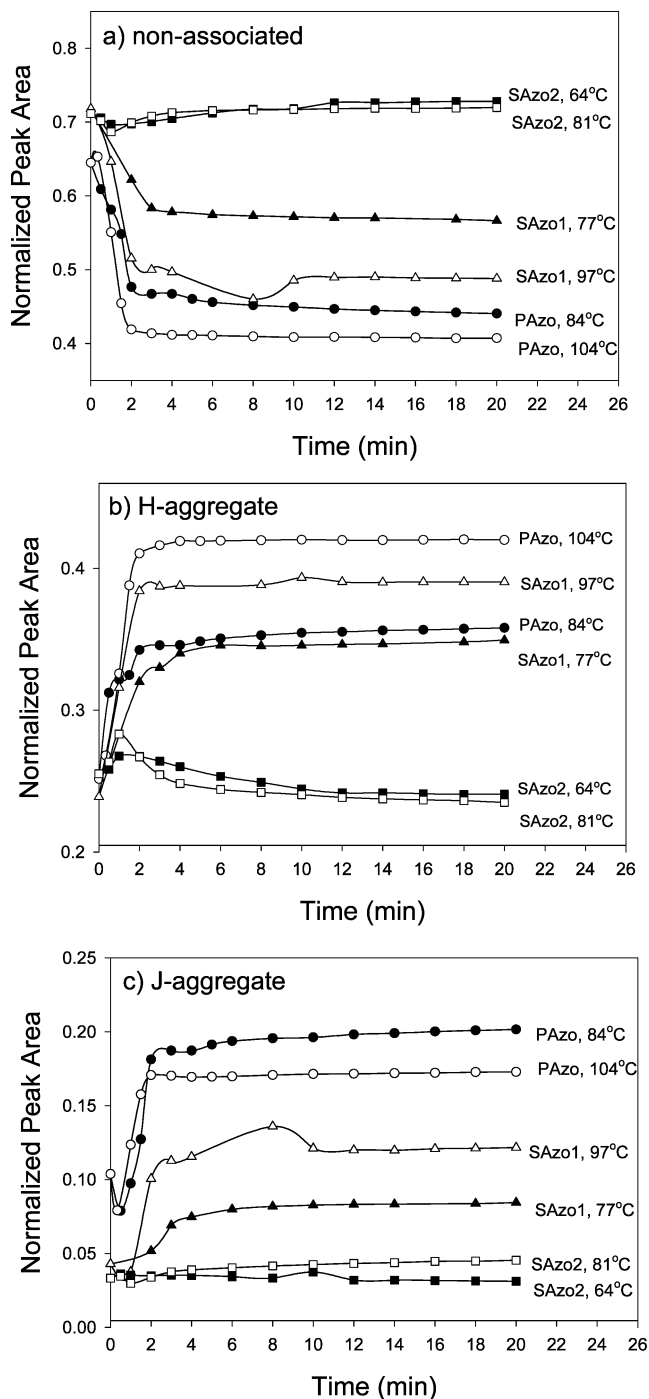 a) non-associated
0.8
0.7
0.6
0.5
0.4
Normalized Peak Area
SAzo2, 64°C
SAzo2, 81°C
SAzo1, 77°C
SAzo1, 97°C
PAzo, 84°C
PAzo, 104°C
0 2 4 6 8 10 12 14 16 18 20 22 24 26
Time (min)
b) H-aggregate
0.4
0.3
0.2
Normalized Peak Area
PAzo, 104°C
SAzo1, 97°C
PAzo, 84°C
SAzo1, 77°C
SAzo2, 64°C
SAzo2, 81°C
0 2 4 6 8 10 12 14 16 18 20 22 24 26
Time (min)
c) J-aggregate
0.25
0.20
0.15
0.10
0.05
0.00
Normalized Peak Area
PAzo, 84°C
PAzo, 104°C
SAzo1, 97°C
SAzo1, 77°C
SAzo2, 81°C
SAzo2, 64°C
0 2 4 6 8 10 12 14 16 18 20 22 24 26
Time (min)